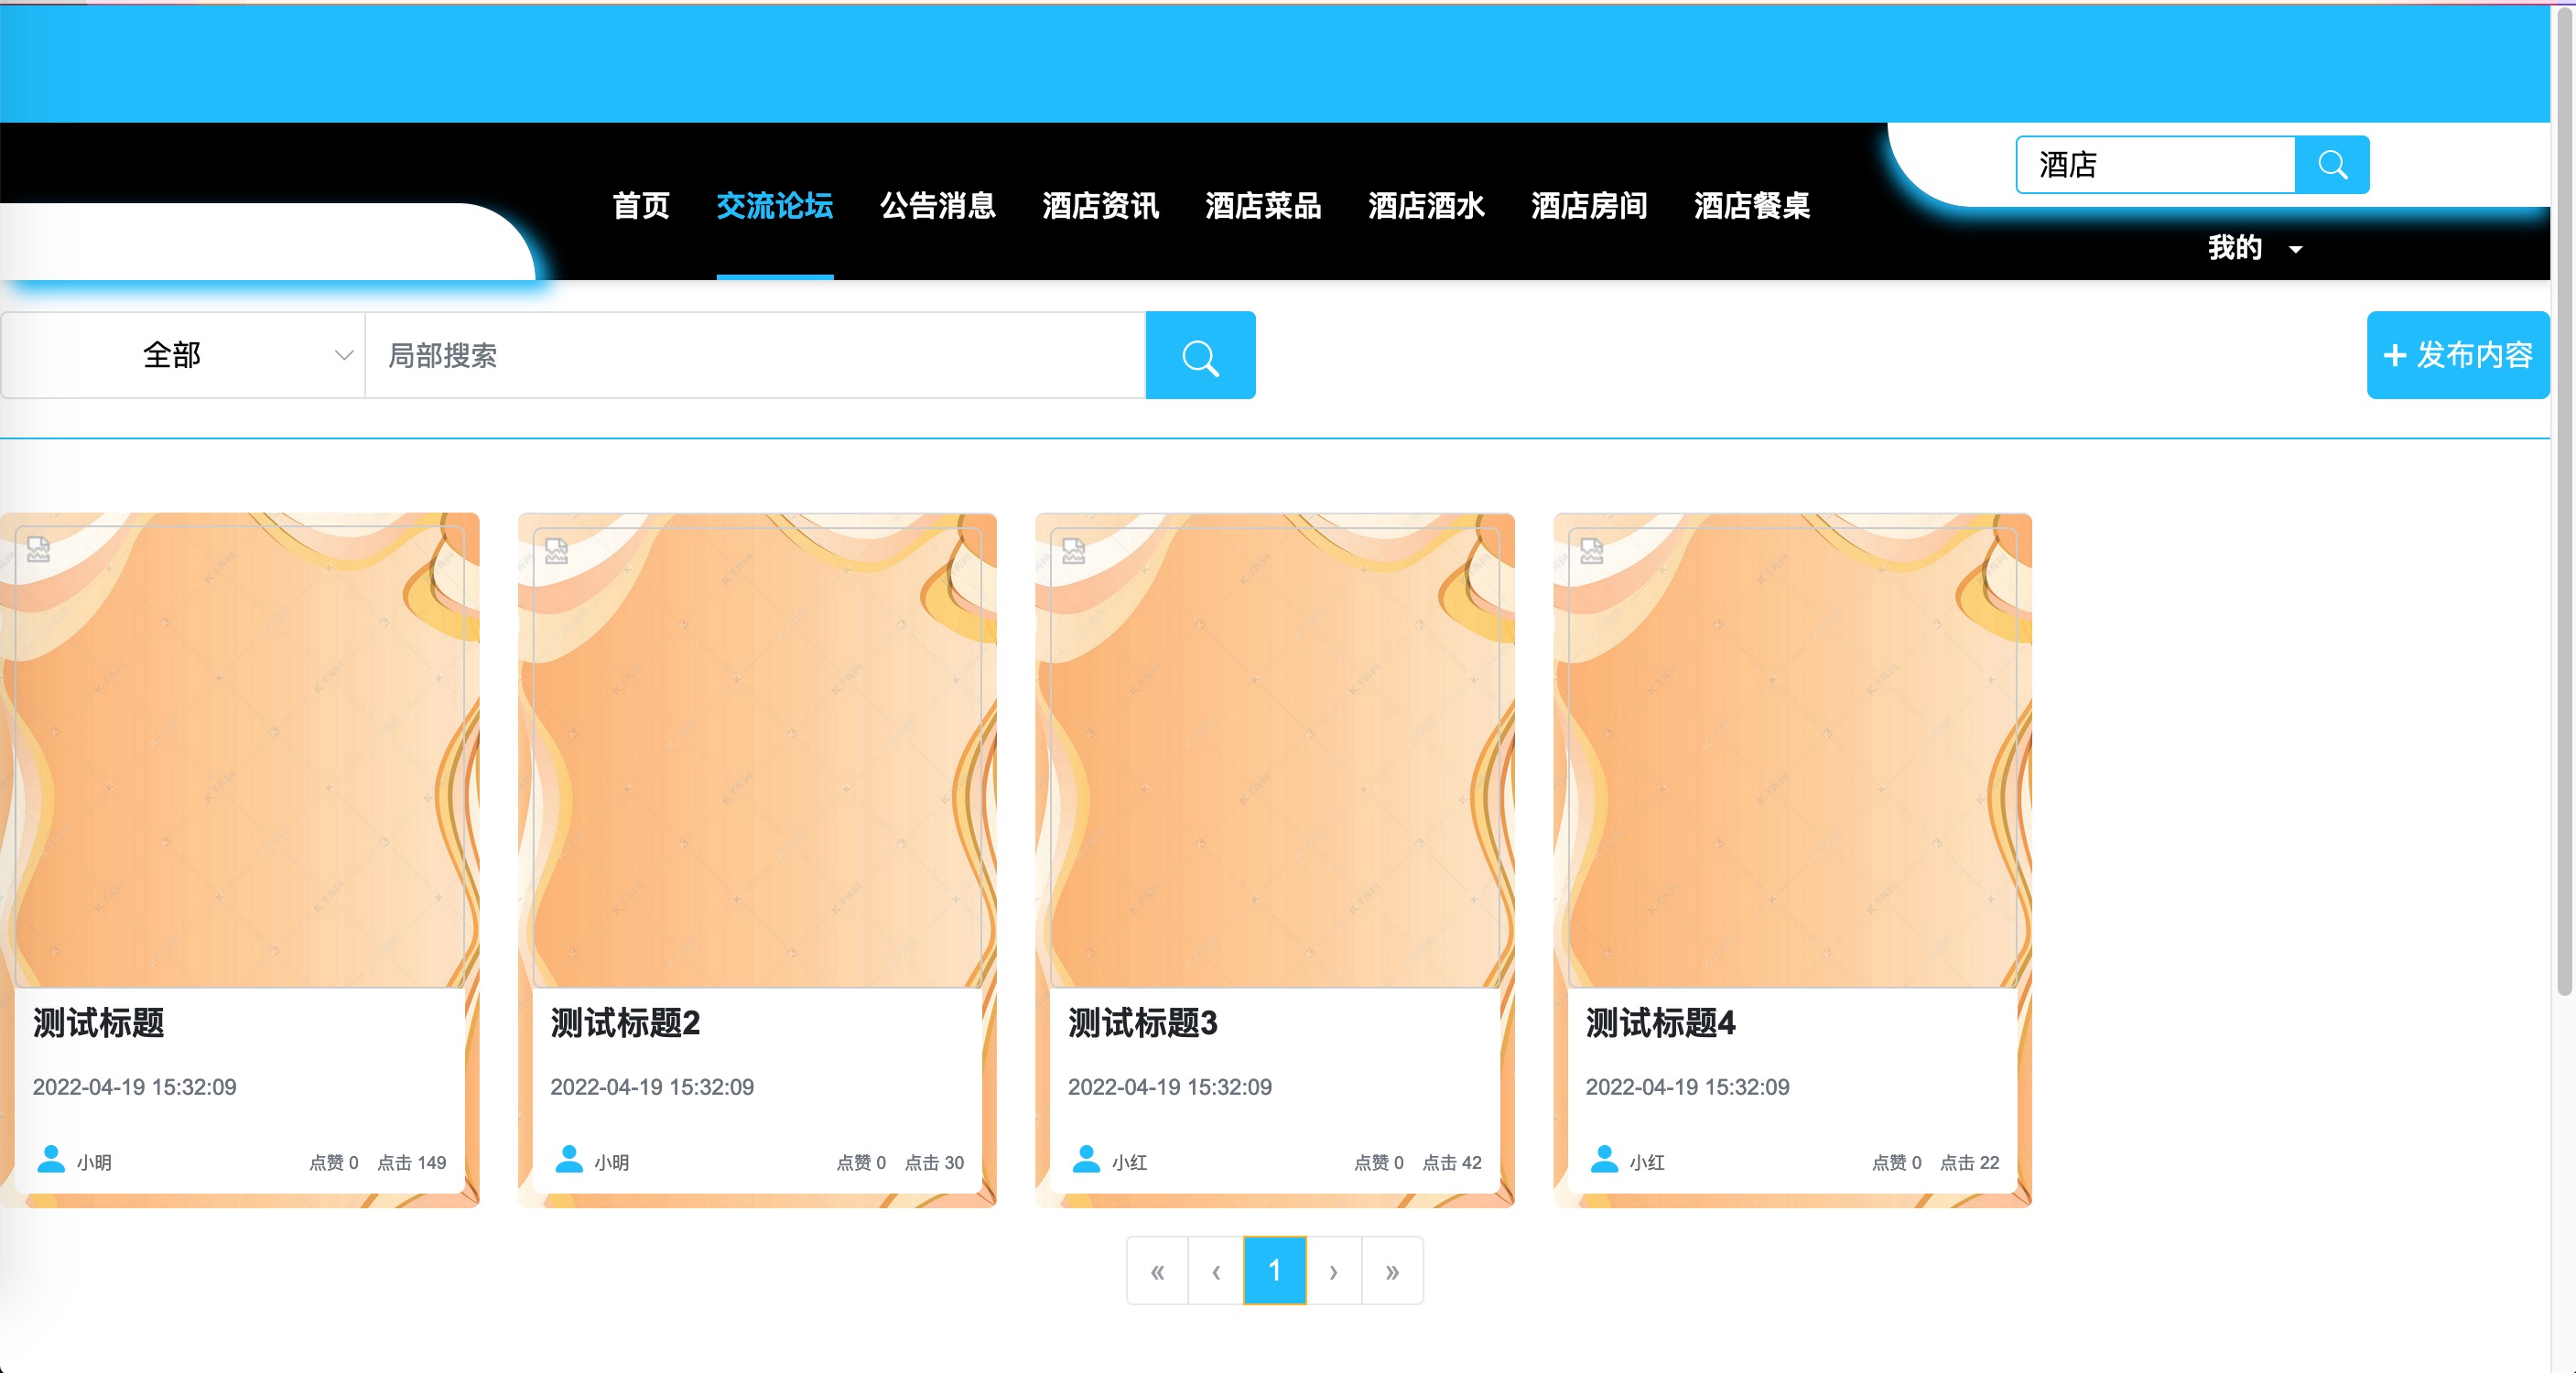 酒店
首页 交流论坛 公告消息 酒店资讯 酒店菜品 酒店酒水 酒店房间 酒店餐桌
我的
全部 局部搜索
+ 发布内容
测试标题
2022-04-19 15:32:09
小明 点赞 0 点击 149
测试标题2
2022-04-19 15:32:09
小明 点赞 0 点击 30
测试标题3
2022-04-19 15:32:09
小红 点赞 0 点击 42
测试标题4
2022-04-19 15:32:09
小红 点赞 0 点击 22
« ‹ 1 › »